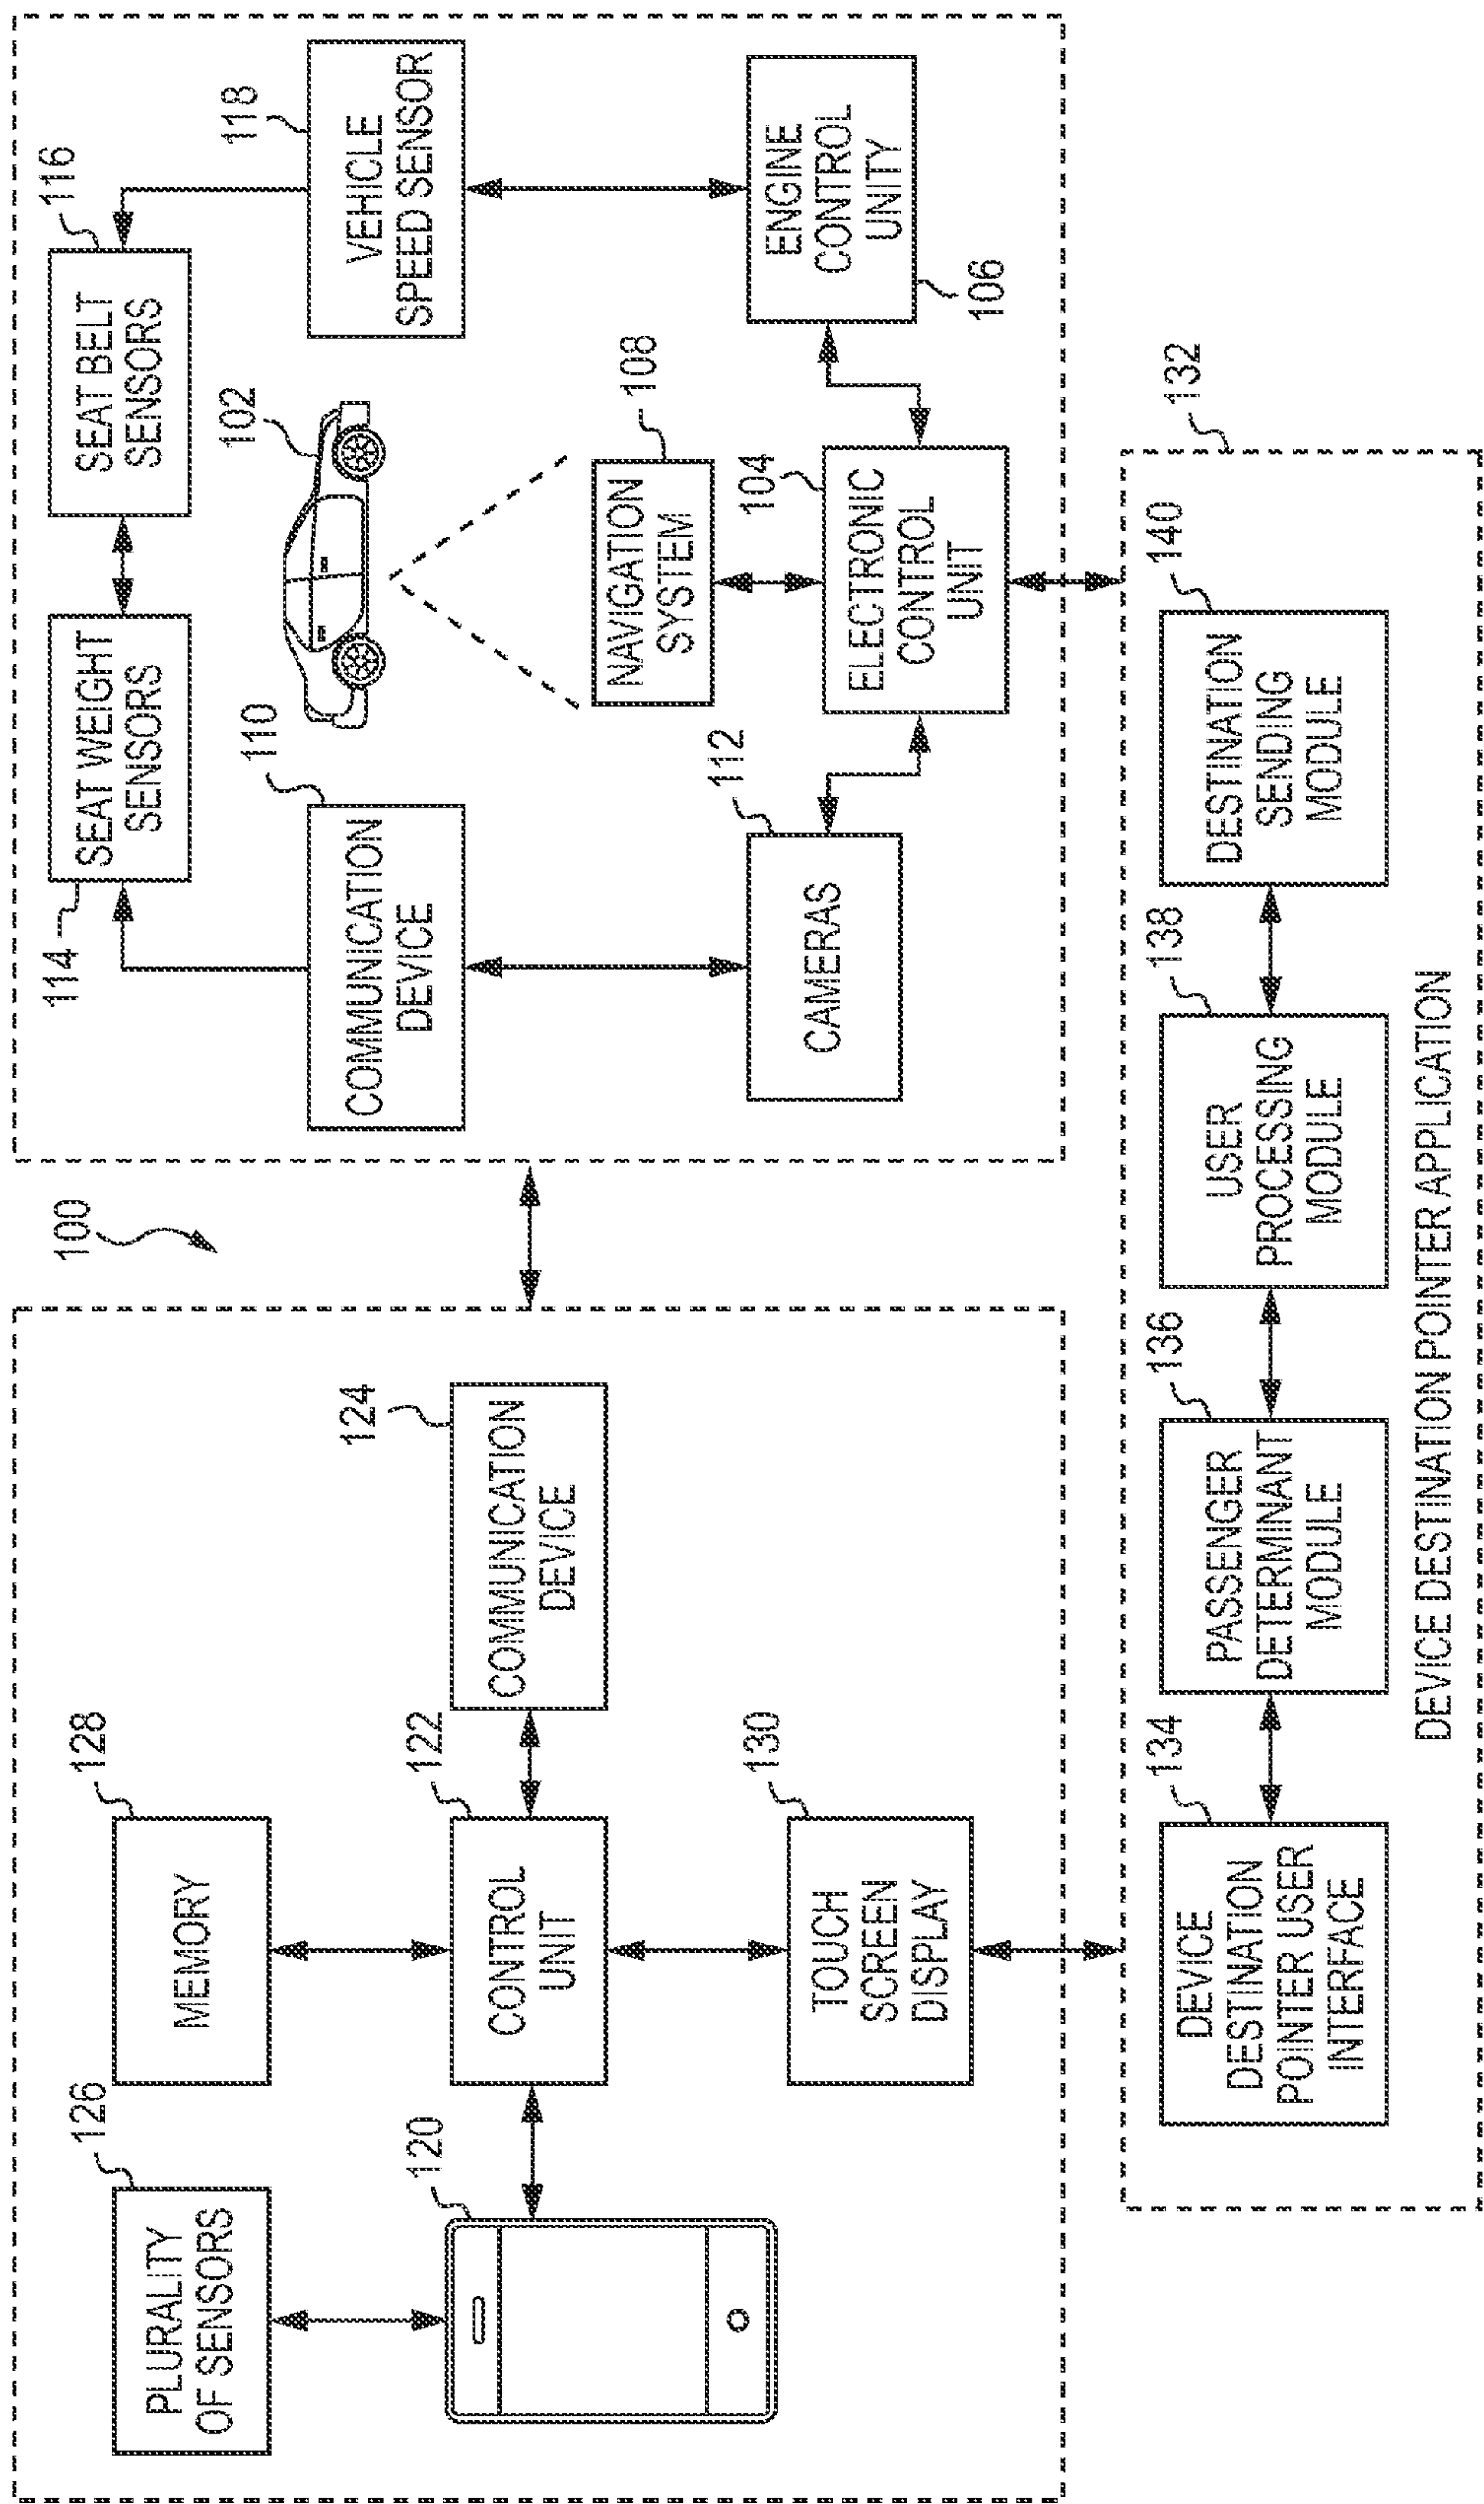 100
126
PLURALITY
OF SENSORS
128
MEMORY
120
122
CONTROL
UNIT
124
COMMUNICATION
DEVICE
130
TOUCH
SCREEN
DISPLAY
114
SEAT WEIGHT
SENSORS
116
SEAT BELT
SENSORS
110
COMMUNICATION
DEVICE
102
118
VEHICLE
SPEED SENSOR
108
NAVIGATION
SYSTEM
112
CAMERAS
104
ELECTRONIC
CONTROL
UNIT
ENGINE
CONTROL
UNITY
106
132
134
DEVICE
DESTINATION
POINTER USER
INTERFACE
136
PASSENGER
DETERMINANT
MODULE
138
USER
PROCESSING
MODULE
140
DESTINATION
SENDING
MODULE
DEVICE DESTINATION POINTER APPLICATION